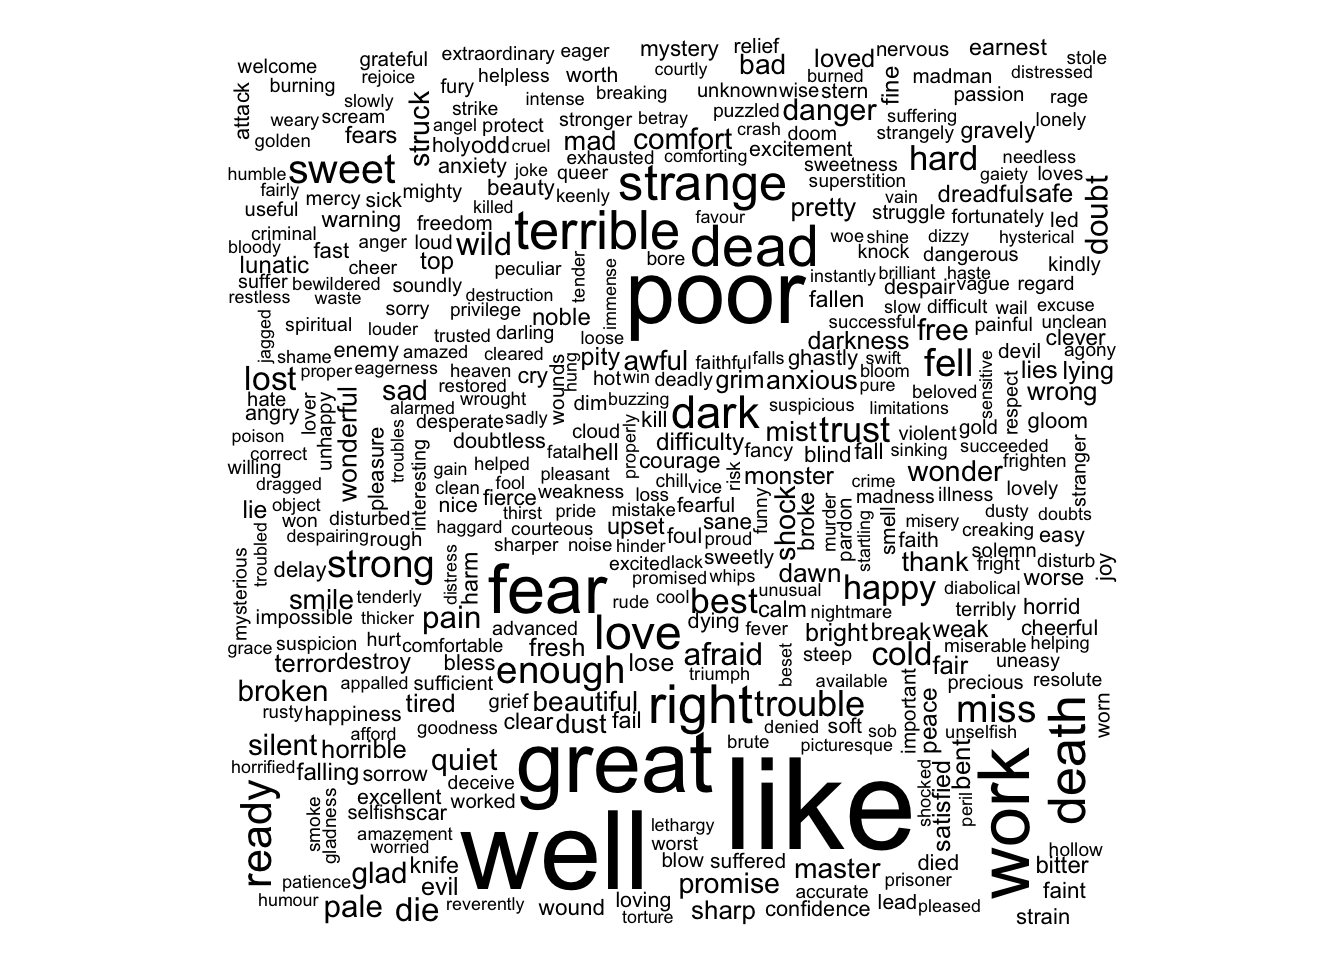 welcome grateful extraordinary eager mystery relief loved nervous earnest stole
burning rejoice helpless worth courtly bad burned fine madman distressed
attack slowly fury intense breaking unknown wise stern passion rage
weary scream struck strike stronger betray puzzled danger suffering lonely
golden fears angel protect mad comfort crash doom strangely gravely
holy odd cruel exhausted comforting excitement hard needless
humble sweet anxiety joke queer strange sweetness superstition gaiety loves doubt
fairly mercy sick mighty beauty keenly pretty vain dreadful safe
useful warning freedom killed terrible favour dead struggle fortunately led
criminal anger loud wild woe shine dizzy hysterical
bloody fast top bore knock dangerous kindly
lunatic cheer peculiar tender immense poor instantly brilliant haste
suffer bewildered soundly despair vague regard
restless waste destruction fallen slow difficult wail excuse
sorry privilege noble successful free painful unclean
jagged spiritual louder trusted darling loose darkness clever
shame enemy amazed cleared pity awful faithful falls ghastly swift fell devil agony
proper eagerness heaven cry wounds hung hot win deadly grim anxious bloom sensitive lies lying
lost sad restored pure respect wrong
hate lover wonderful wrought dim buzzing dark suspicious limitations beloved
angry unhappy alarmed desperate sadly kill trust gold gloom
poison pleasure troubles doubtless cloud difficulty mist violent
correct interesting fatal hell properly fancy blind fall sinking succeeded
willing gain helped pleasant courage risk monster wonder frighten stranger
dragged clean fool weakness chill vice crime lovely
lie object nice fierce loss fearful funny shock broke murder pardon madness illness
won disturbed thirst pride mistake sane startling smell misery dusty doubts
despairing rough haggard courteous upset foul proud faith creaking easy
mysterious troubled sharper noise hinder sweetly solemn
delay strong distress harm excited lack dawn thank fright disturb joy
fear promised whips unusual happy diabolical worse
smile tenderly rude cool best calm nightmare terribly horrid
impossible thicker pain advanced dying fever bright break weak cheerful
grace suspicion hurt comfortable fresh love beset steep cold miserable helping
terror destroy bless enough lose afraid fair uneasy
broken appalled sufficient triumph available precious resolute
rusty happiness tired grief beautiful right trouble important peace miss death worn
afford goodness clear dust fail denied soft sob unselfish
silent horrible quiet great brute picturesque
horrified falling sorrow deceive like shocked satisfied peril bent work
ready smoke gladness excellent worked
selfish scar well lethargy
amazement worst hollow
worried knife blow suffered master died bitter
patience glad evil promise accurate prisoner faint
humour pale die reverently wound loving torture sharp confidence lead pleased strain